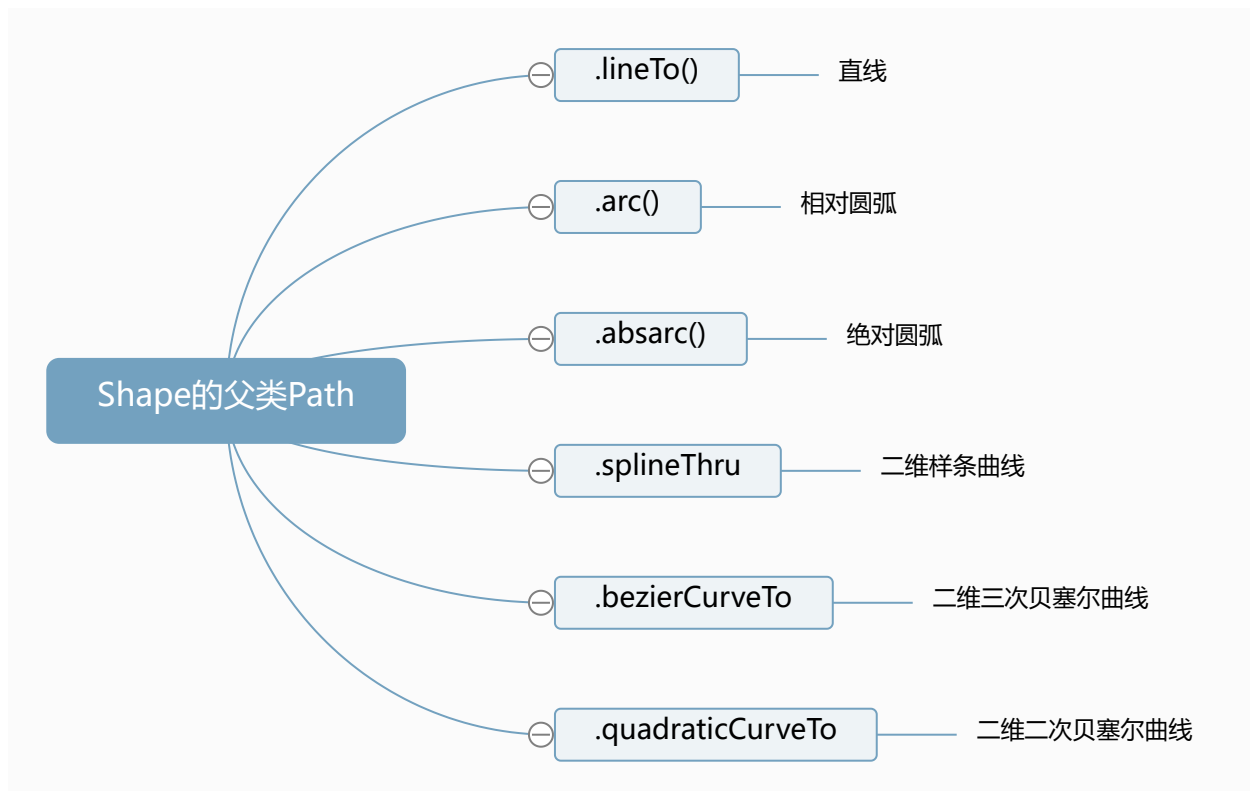 .lineTo()
直线
.arc()
相对圆弧
.absarc()
绝对圆弧
Shape的父类Path
.splineThru
二维样条曲线
.bezierCurveTo
二维三次贝塞尔曲线
.quadraticCurveTo
二维二次贝塞尔曲线